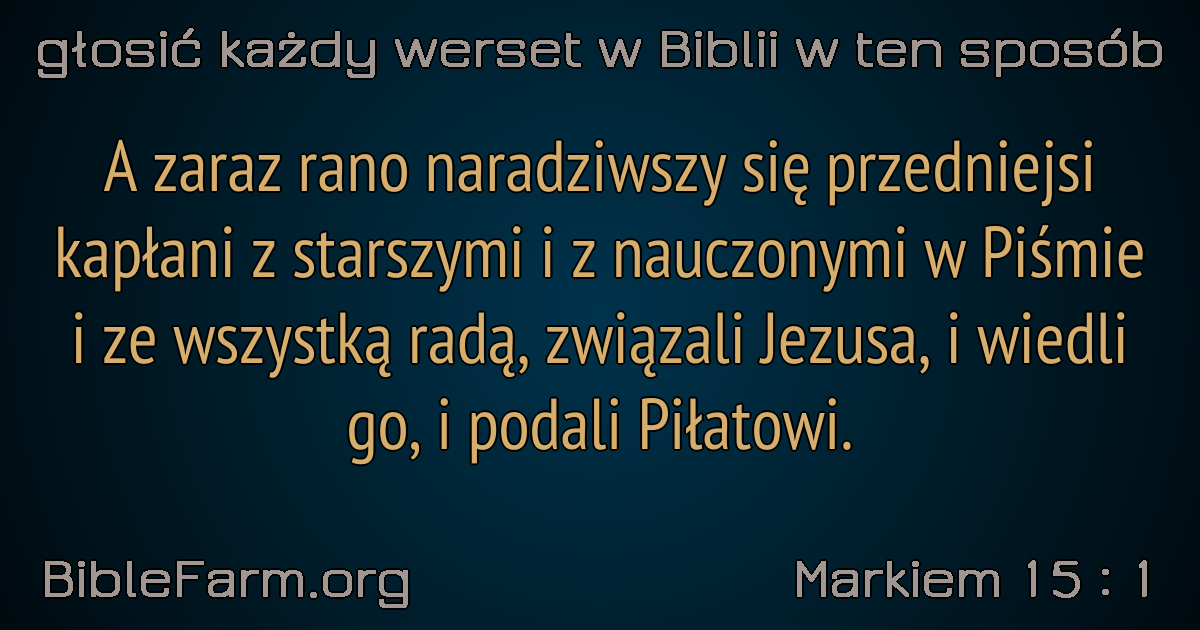 głosić każdy werset w Biblii w ten sposób
A zaraz rano naradziwszy się przedniejsi
kapłani z starszymi i z nauczonymi w Piśmie
i ze wszystką radą, związali Jezusa, i wiedli
go, i podali Piłatowi.
BibleFarm.org
Markiem 15 : 1